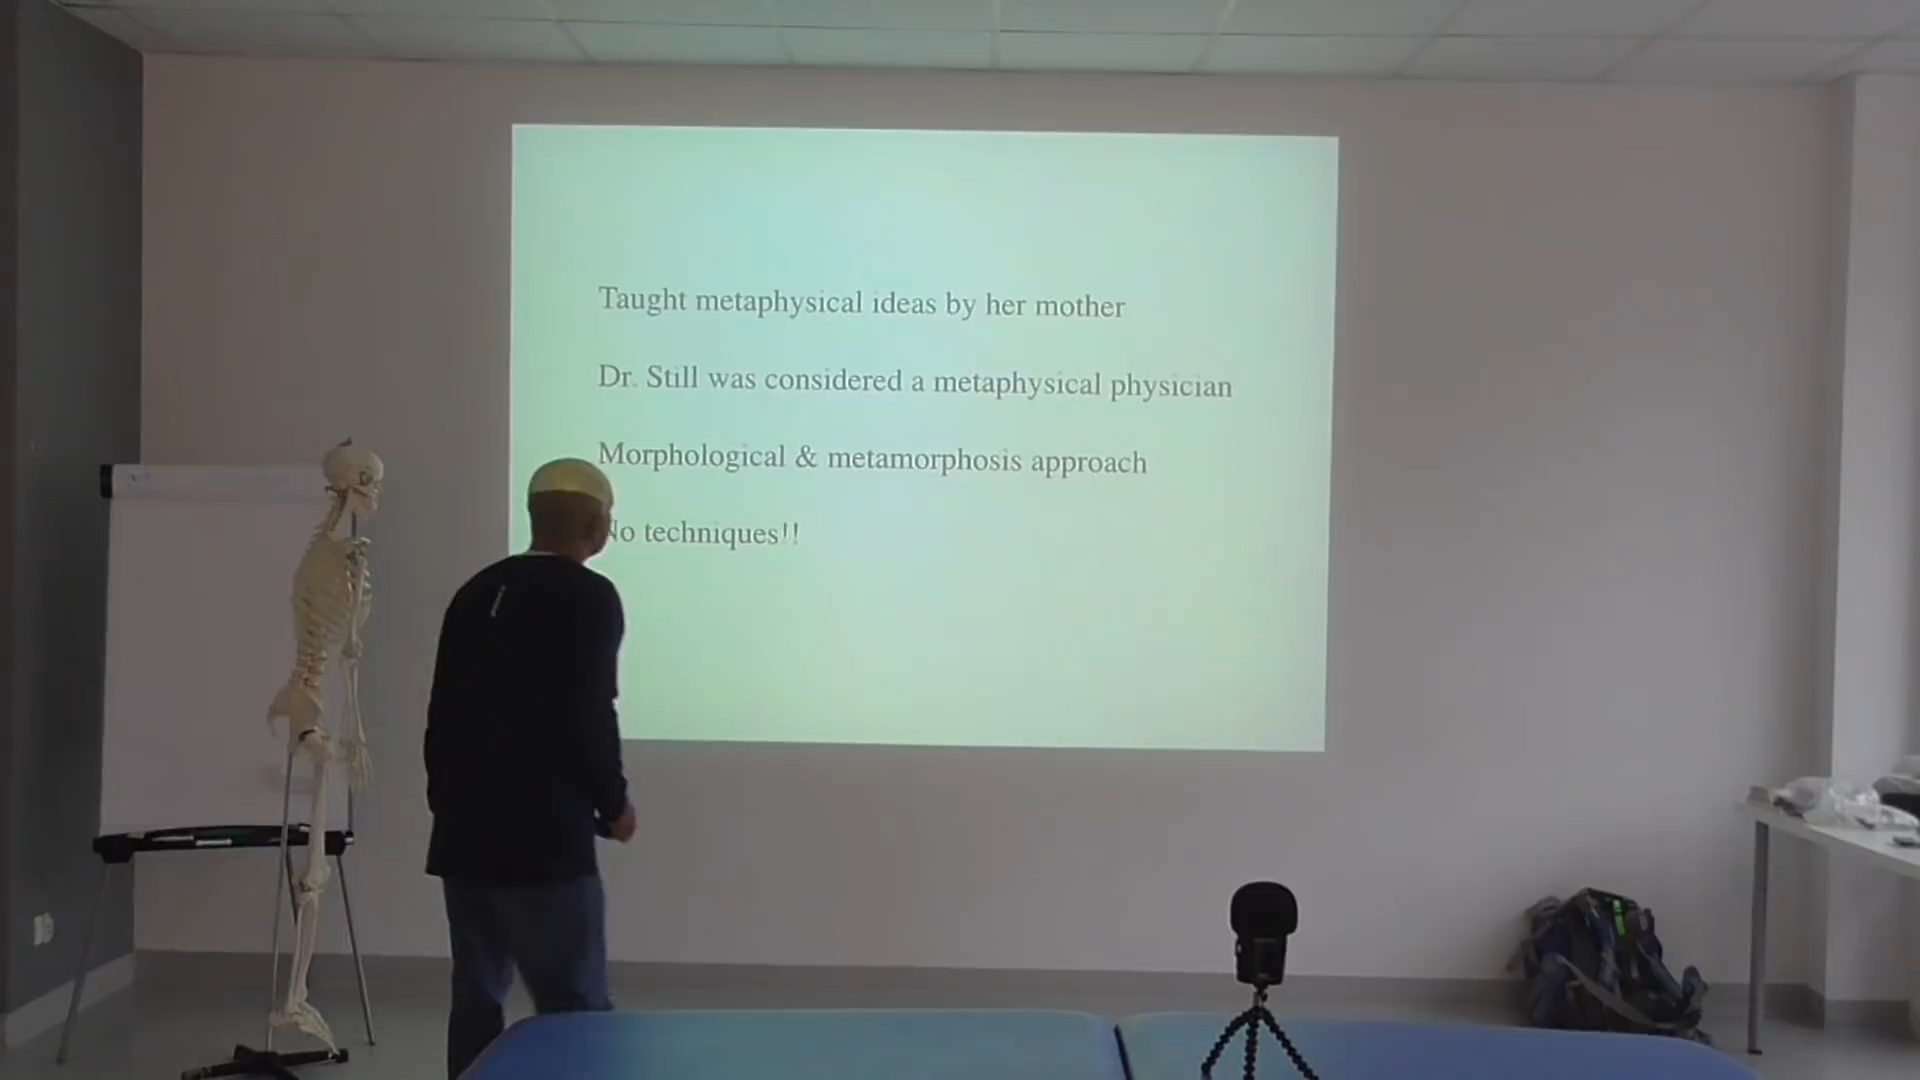 Taught metaphysical ideas by her mother
Dr. Still was considered a metaphysical physician
Morphological & metamorphosis approach
No techniques!!